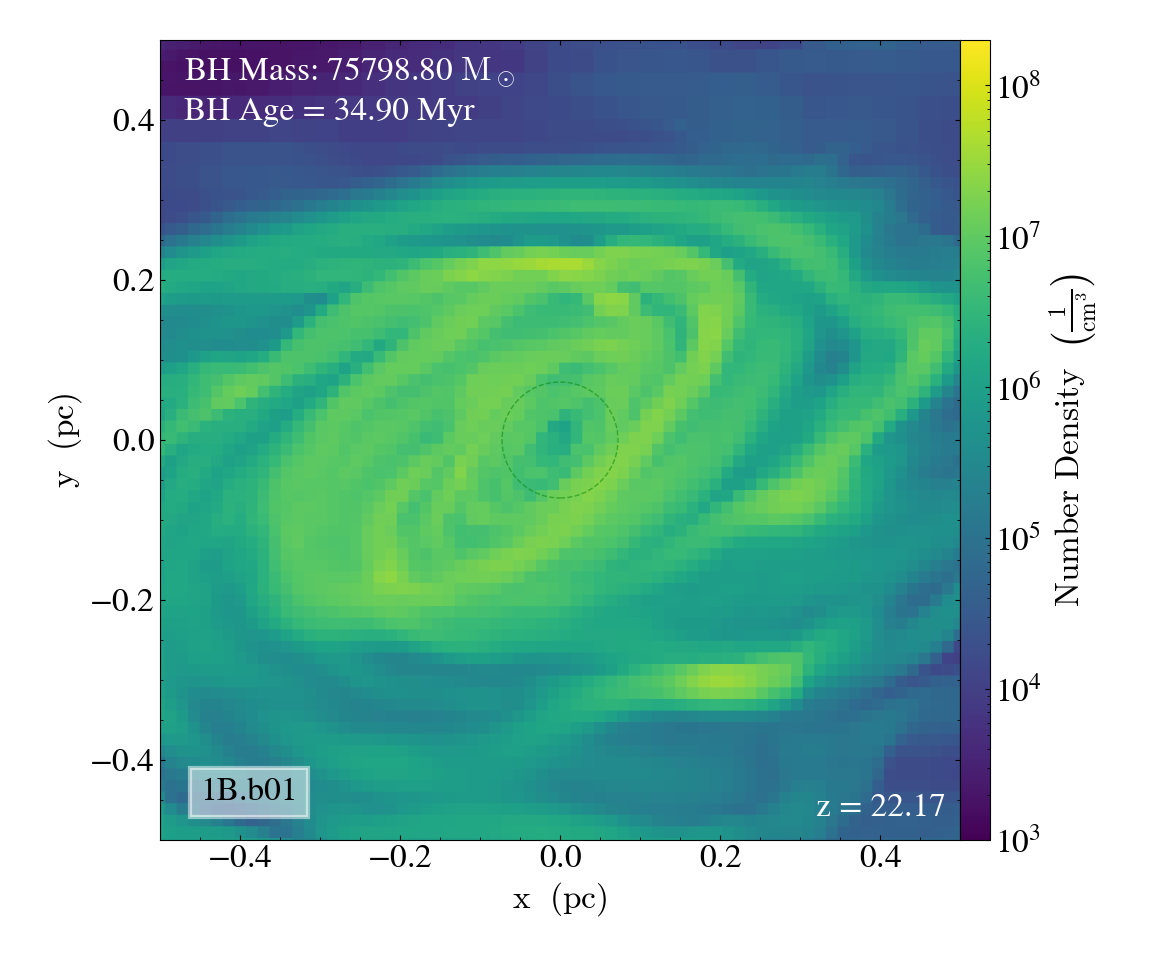 BH Mass: 75798.80 M⊙
BH Age = 34.90 Myr
0.4
0.2
0.0
−0.2
−0.4
y (pc)
1B.b01
z = 22.17
−0.4 −0.2 0.0 0.2 0.4
x (pc)
10⁸
10⁷
10⁶
10⁵
10⁴
10³
Number Density (1/cm³)